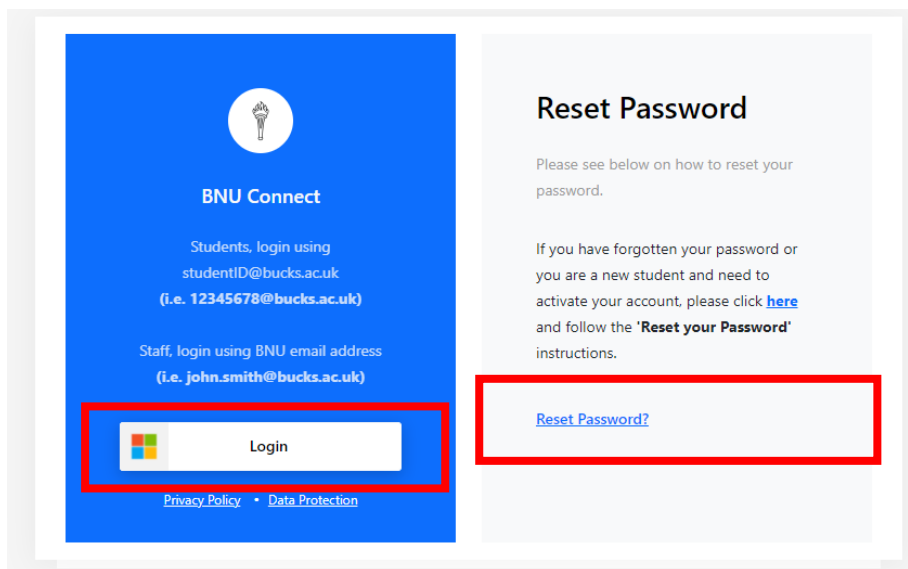 BNU Connect
Students, login using
studentID@bucks.ac.uk
(i.e. 12345678@bucks.ac.uk)
Staff, login using BNU email address
(i.e. john.smith@bucks.ac.uk)
Login
Privacy Policy • Data Protection
Reset Password
Please see below on how to reset your
password.
If you have forgotten your password or
you are a new student and need to
activate your account, please click here
and follow the 'Reset your Password'
instructions.
Reset Password?